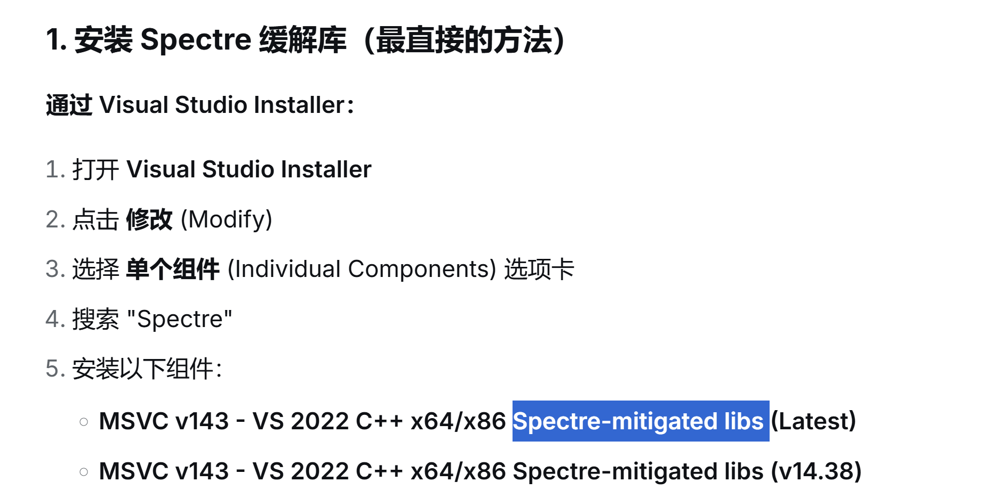 1. 安装 Spectre 缓解库（最直接的方法）
通过 Visual Studio Installer：
1. 打开 Visual Studio Installer
2. 点击 修改 (Modify)
3. 选择 单个组件 (Individual Components) 选项卡
4. 搜索 "Spectre"
5. 安装以下组件：
○ MSVC v143 - VS 2022 C++ x64/x86 Spectre-mitigated libs (Latest)
○ MSVC v143 - VS 2022 C++ x64/x86 Spectre-mitigated libs (v14.38)